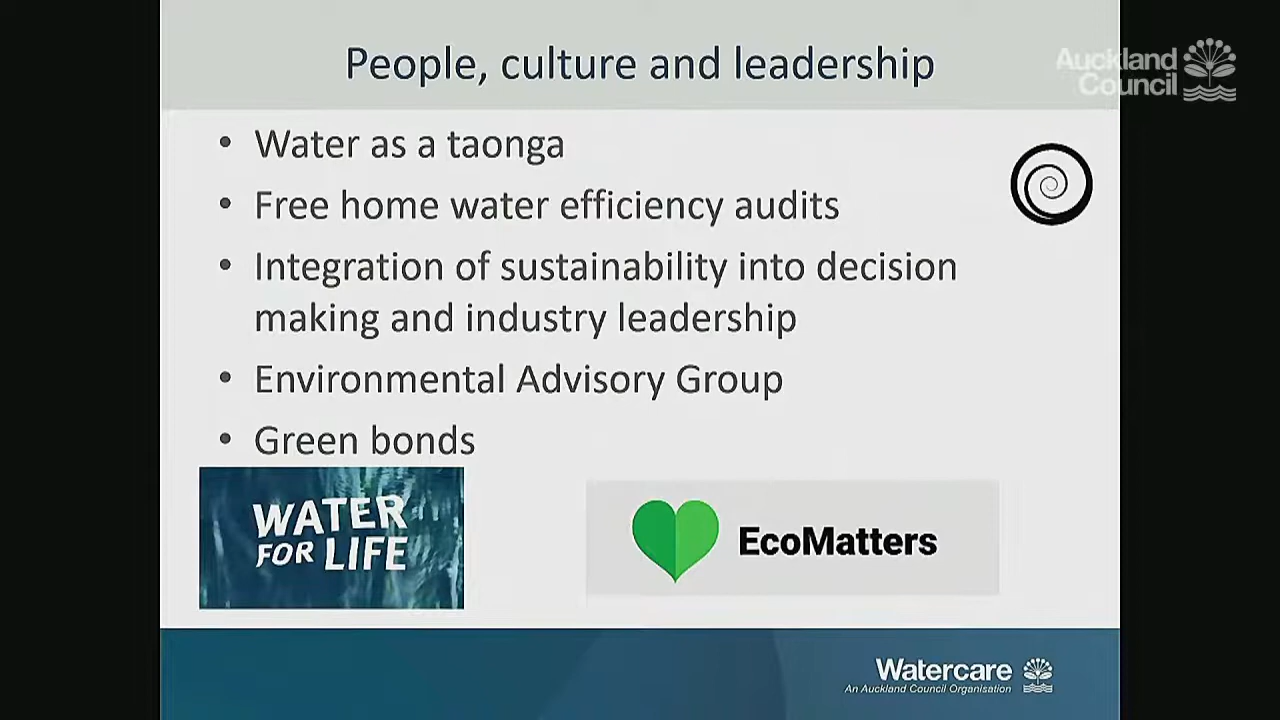 People, culture and leadership
Auckland
Council
• Water as a taonga
• Free home water efficiency audits
• Integration of sustainability into decision
making and industry leadership
• Environmental Advisory Group
• Green bonds
WATER
FOR LIFE
EcoMatters
Watercare
An Auckland Council Organisation